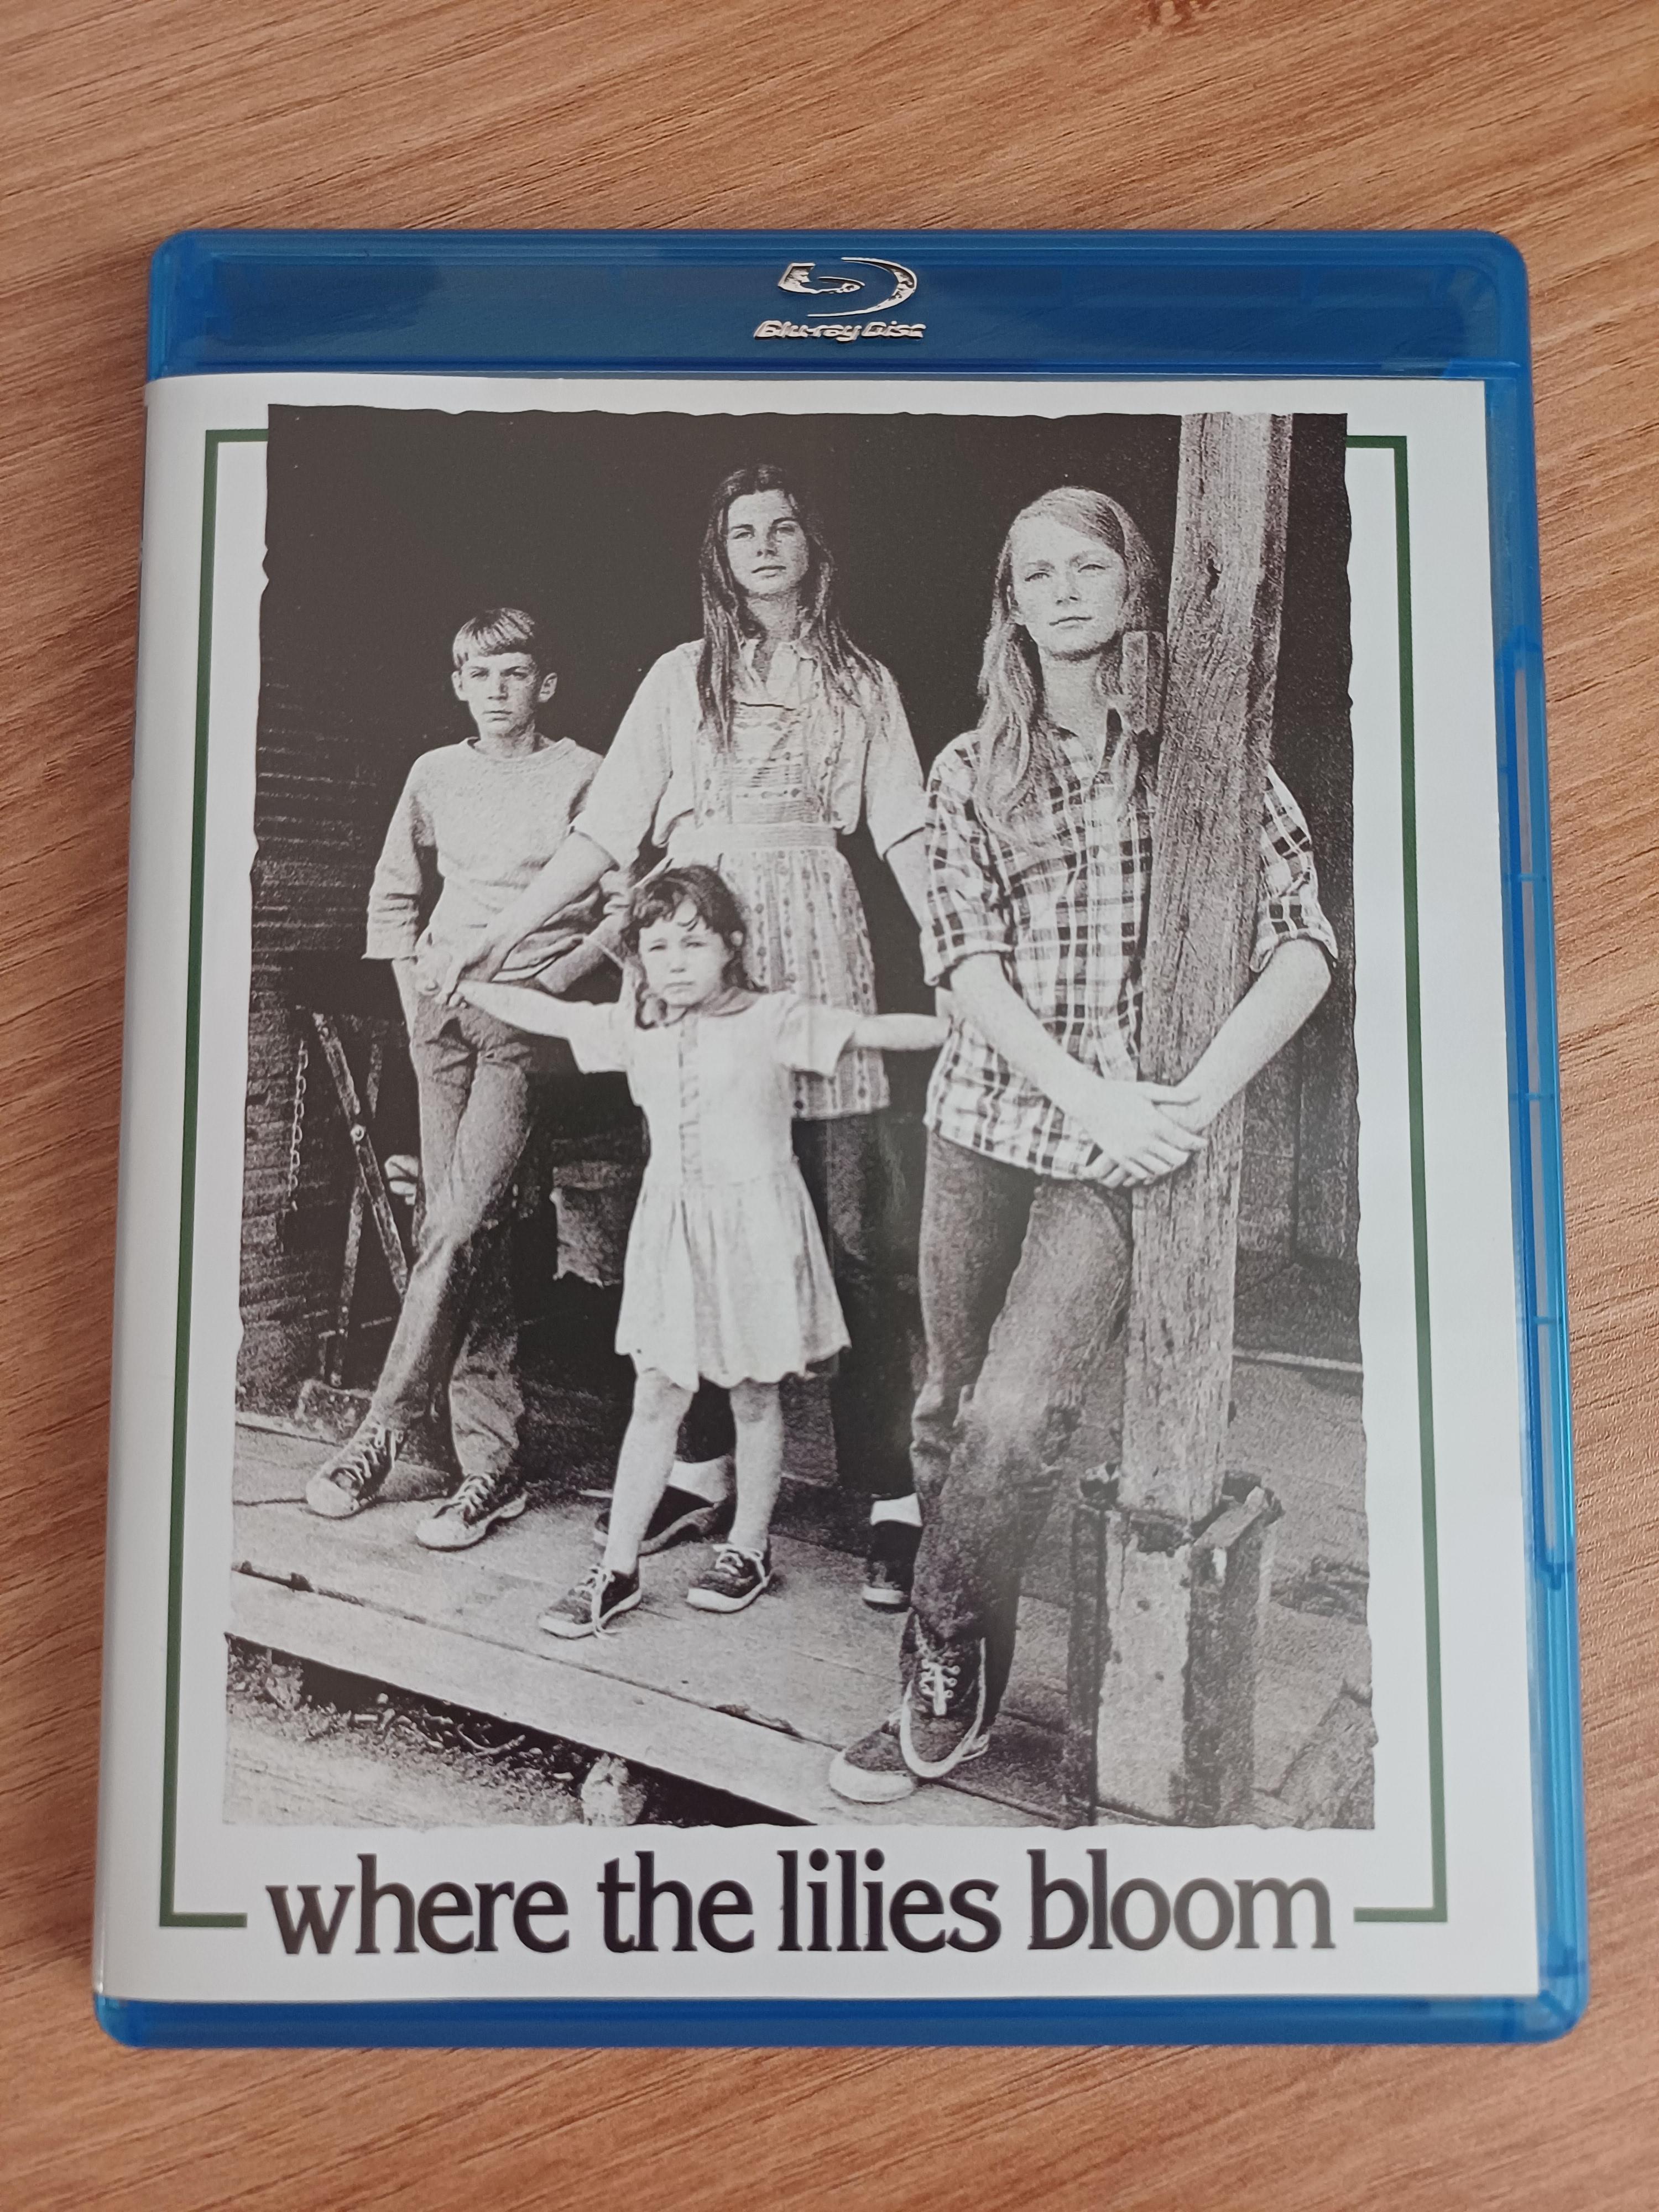 Blu-ray Disc
where the lilies bloom